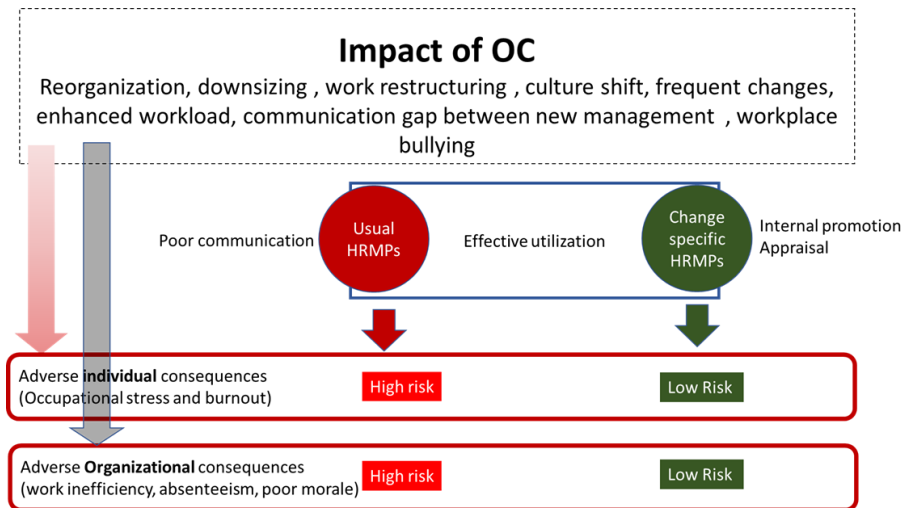 Impact of OC
Reorganization, downsizing , work restructuring , culture shift, frequent changes,
enhanced workload, communication gap between new management , workplace
bullying
Poor communication
Usual
HRMPs
Effective utilization
Change
specific
HRMPs
Internal promotion
Appraisal
Adverse individual consequences
(Occupational stress and burnout)
High risk
Low Risk
Adverse Organizational consequences
(work inefficiency, absenteeism, poor morale)
High risk
Low Risk